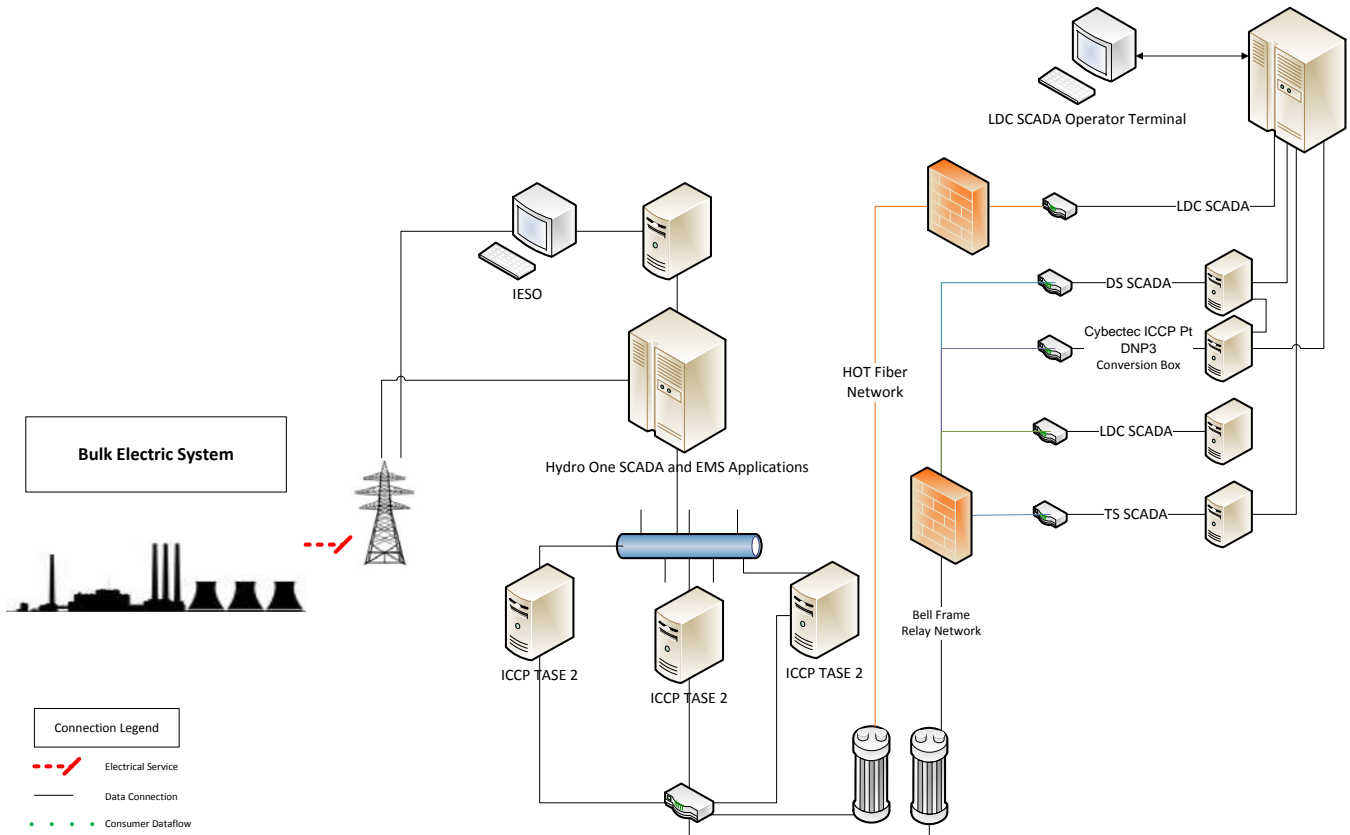 LDC SCADA Operator Terminal
LDC SCADA
IESO
DS SCADA
Cybectec ICCP Pt
DNP3
Conversion Box
HOT Fiber
Network
LDC SCADA
Bulk Electric System
Hydro One SCADA and EMS Applications
TS SCADA
Bell Frame
Relay Network
ICCP TASE 2
ICCP TASE 2
ICCP TASE 2
Connection Legend
Electrical Service
Data Connection
Consumer Dataflow